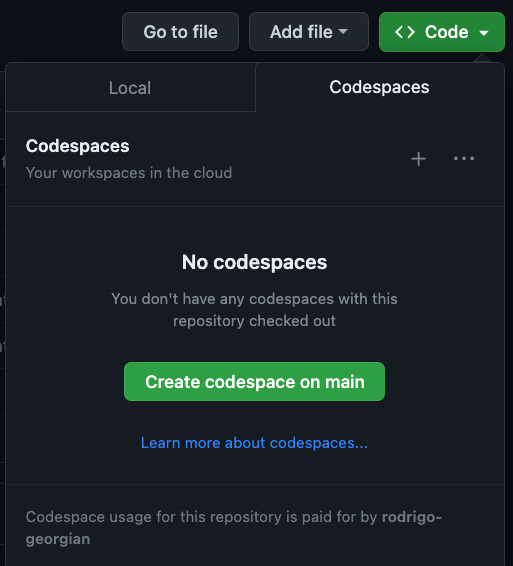 Go to file
Add file
<> Code
Local
Codespaces
Codespaces
Your workspaces in the cloud
No codespaces
You don't have any codespaces with this
repository checked out
Create codespace on main
Learn more about codespaces...
Codespace usage for this repository is paid for by rodrigo-
georgian